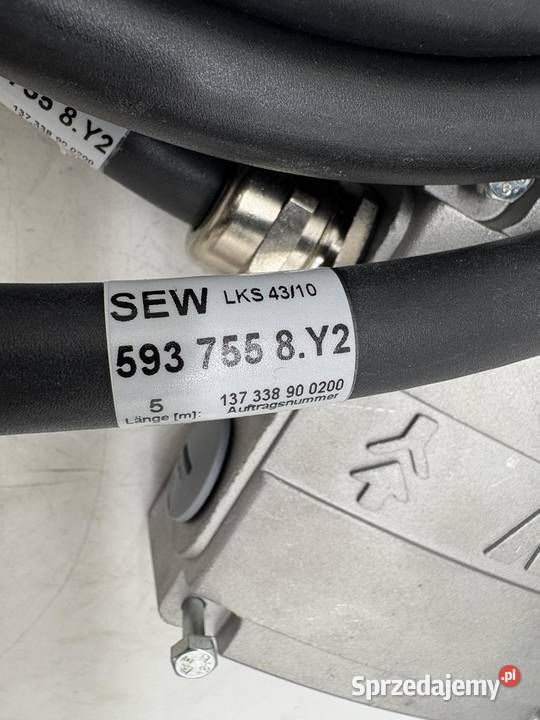 8.Y2
137 338 90 0200
SEW LKS 43/10
593 755 8.Y2
5
Länge [m]:
137 338 90 0200
Auftragsnummer
Sprzedajemy.pl